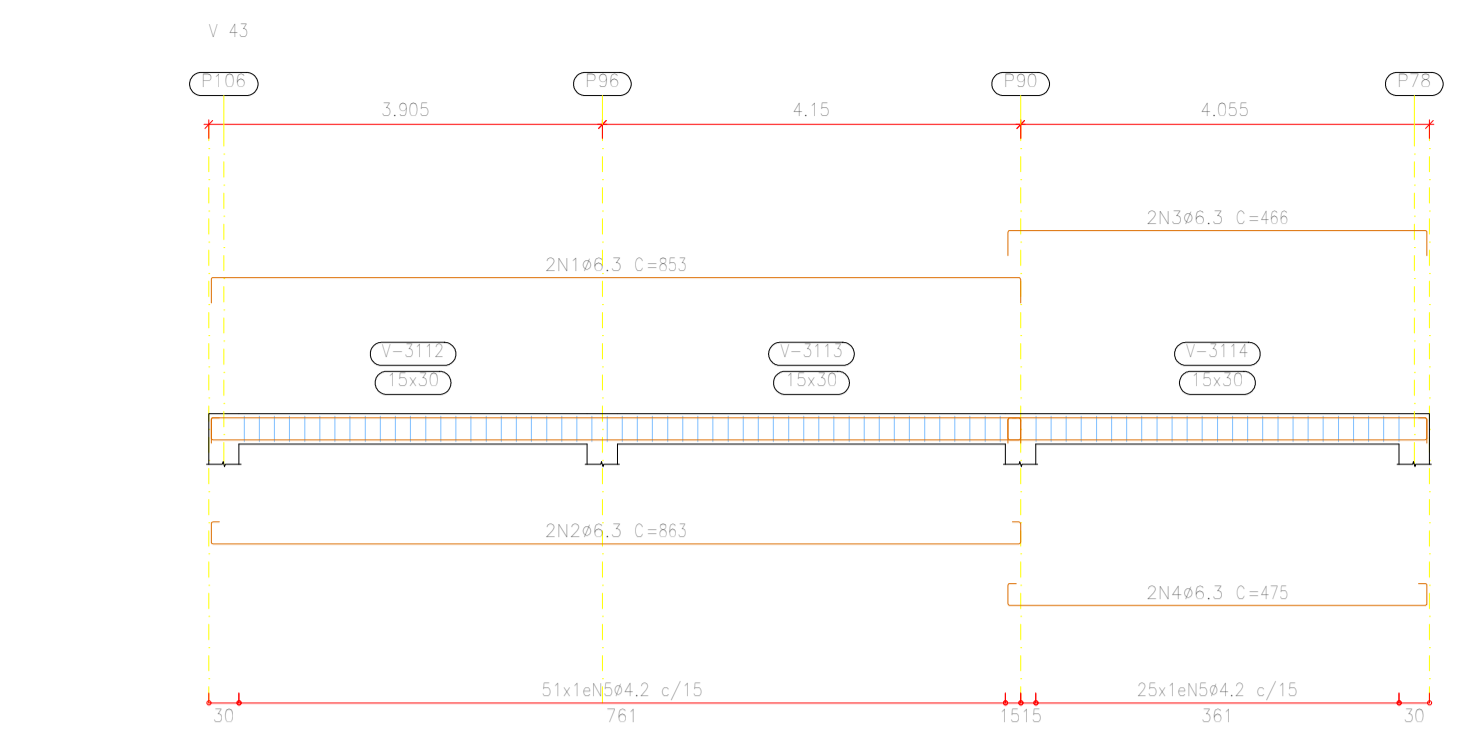 V 43
P106 P96 P90 P78
3.905 4.15 4.055
2N3ø6.3 C=466
2N1ø6.3 C=853
V-3112 V-3113 V-3114
15x30 15x30 15x30
2N2ø6.3 C=863
2N4ø6.3 C=475
51x1eN5ø4.2 c/15 25x1eN5ø4.2 c/15
30 761 1515 361 30